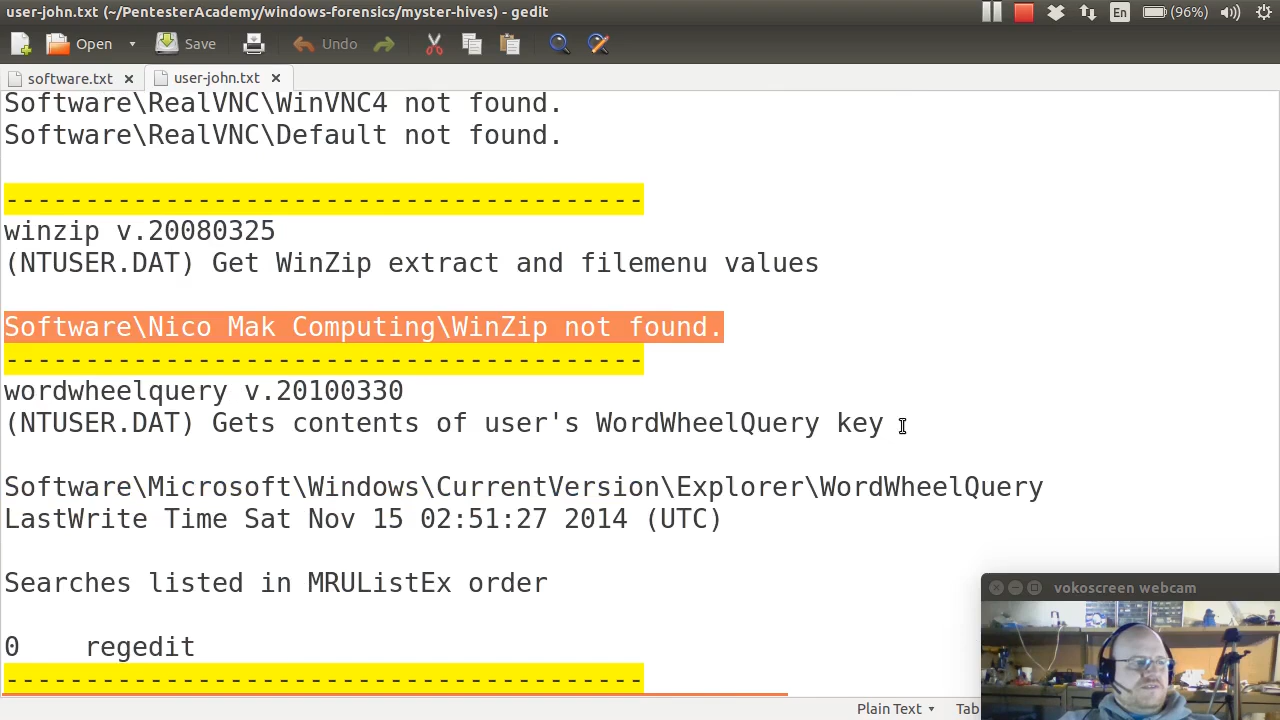 user-john.txt (~/PentesterAcademy/windows-forensics/myster-hives) - gedit
En (96%)
Open Save Undo
software.txt user-john.txt
Software\RealVNC\WinVNC4 not found.
Software\RealVNC\Default not found.
----------------------------------------
winzip v.20080325
(NTUSER.DAT) Get WinZip extract and filemenu values
Software\Nico Mak Computing\WinZip not found.
----------------------------------------
wordwheelquery v.20100330
(NTUSER.DAT) Gets contents of user's WordWheelQuery key
Software\Microsoft\Windows\CurrentVersion\Explorer\WordWheelQuery
LastWrite Time Sat Nov 15 02:51:27 2014 (UTC)
Searches listed in MRUListEx order
0 regedit
----------------------------------------
vokoscreen webcam
Plain Text Tab